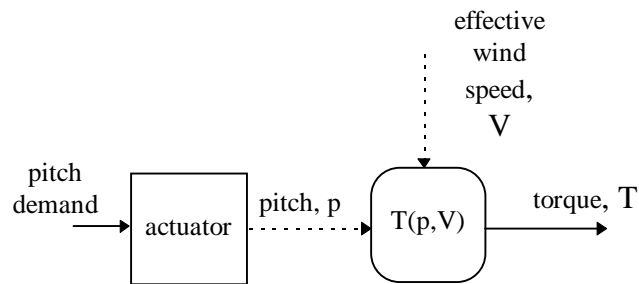 effective
wind
speed,
V
pitch
demand
actuator
pitch, p
T(p,V)
torque, T